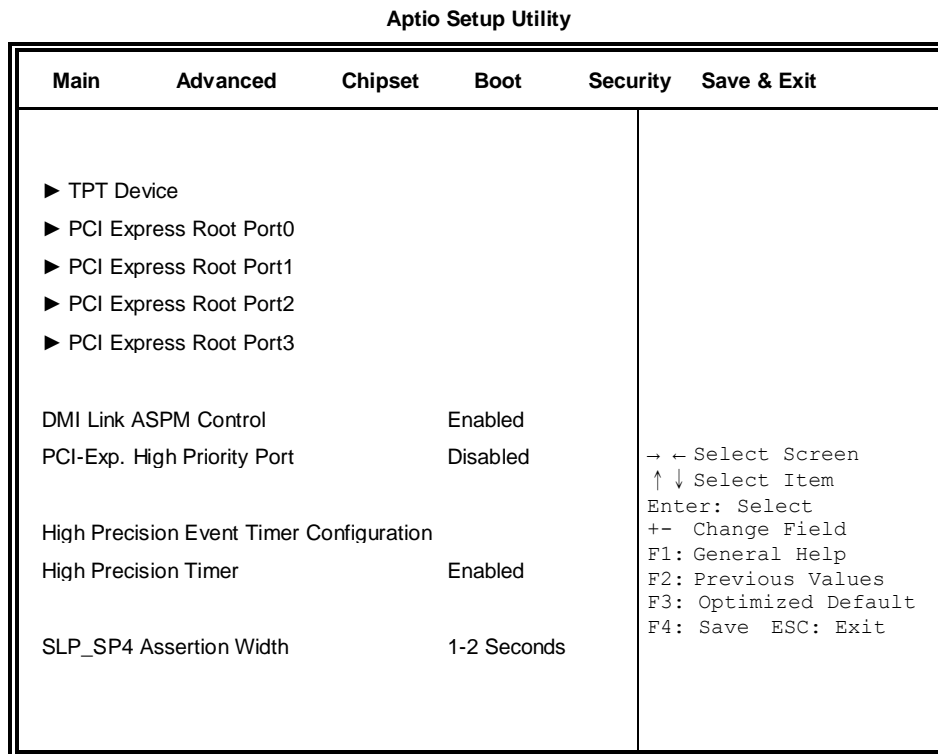 Aptio Setup Utility
Main Advanced Chipset Boot Security Save & Exit
► TPT Device
► PCI Express Root Port0
► PCI Express Root Port1
► PCI Express Root Port2
► PCI Express Root Port3
DMI Link ASPM Control Enabled
PCI-Exp. High Priority Port Disabled
High Precision Event Timer Configuration
High Precision Timer Enabled
SLP_SP4 Assertion Width 1-2 Seconds
→ ← Select Screen
↑ ↓ Select Item
Enter: Select
+- Change Field
F1: General Help
F2: Previous Values
F3: Optimized Default
F4: Save ESC: Exit